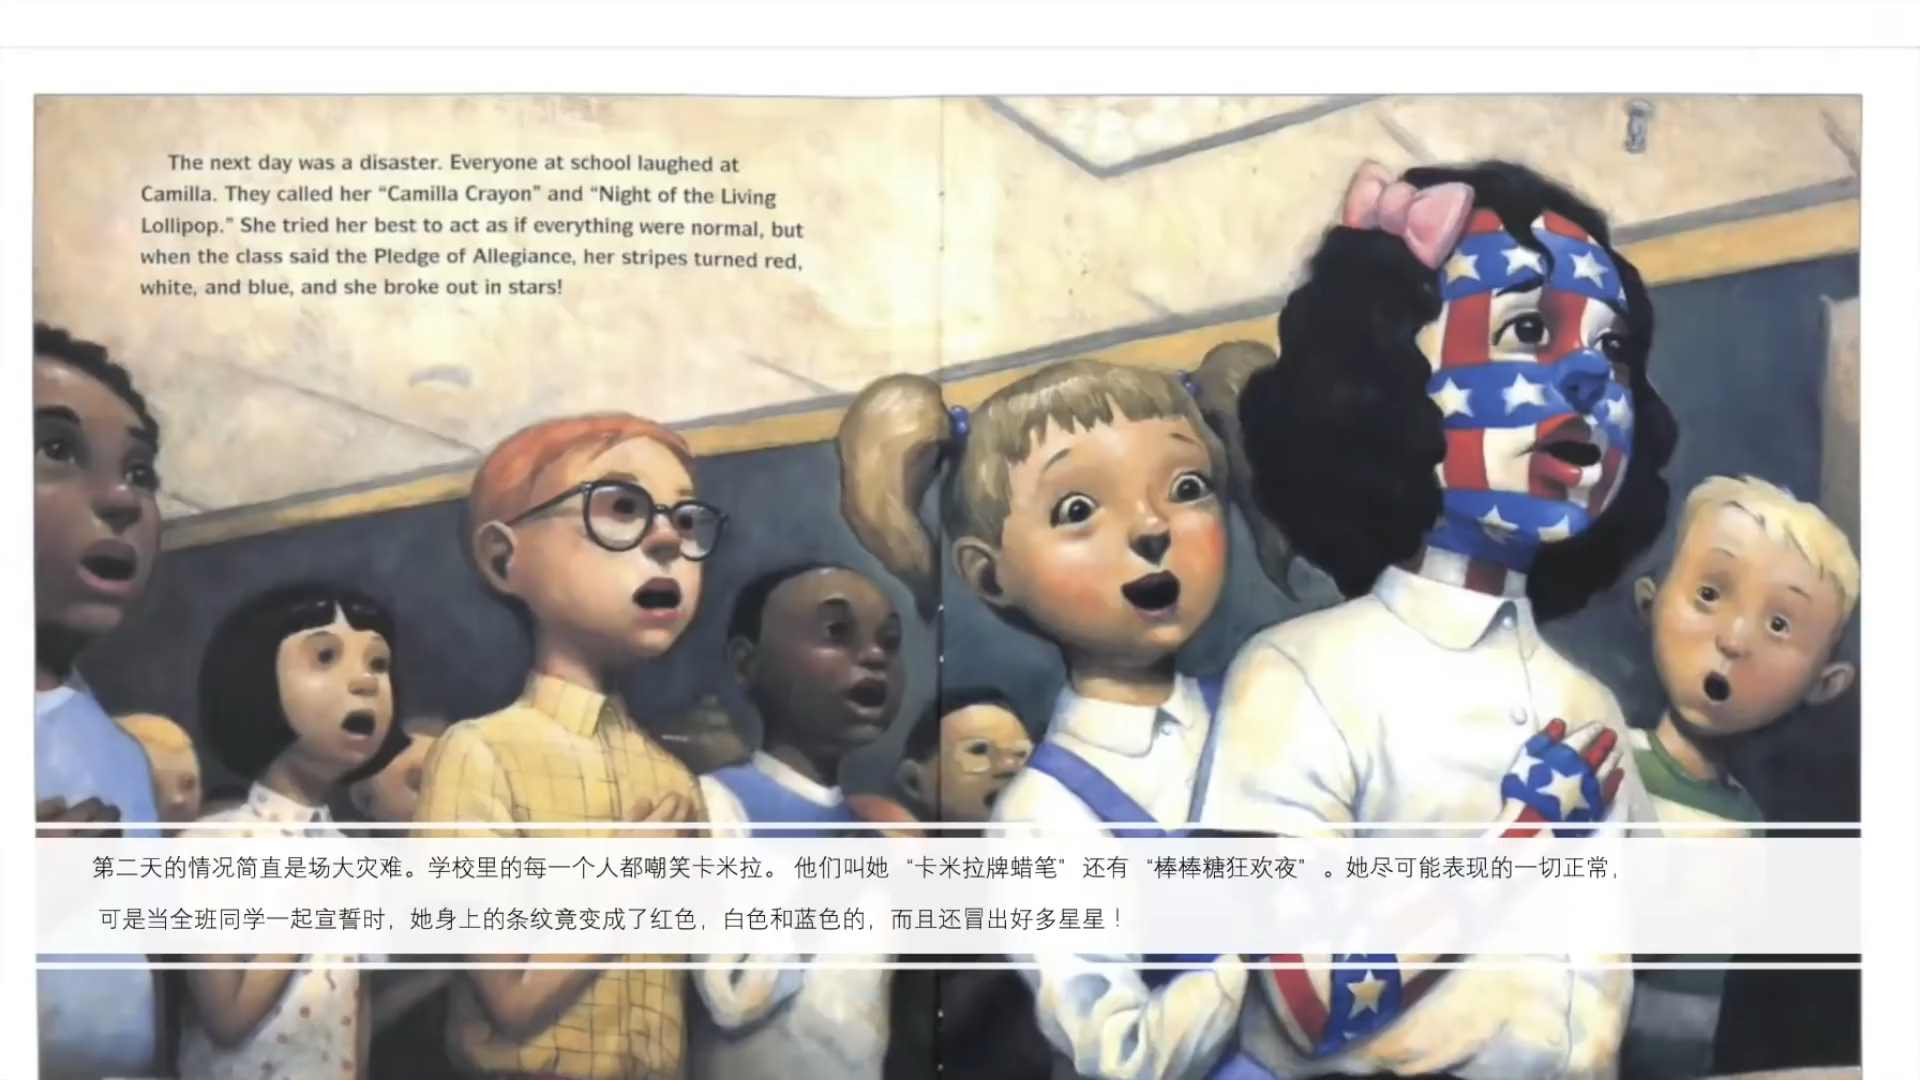 The next day was a disaster. Everyone at school laughed at
Camilla. They called her “Camilla Crayon” and “Night of the Living
Lollipop.” She tried her best to act as if everything were normal, but
when the class said the Pledge of Allegiance, her stripes turned red,
white, and blue, and she broke out in stars!
第二天的情况简直是场大灾难。学校里的每一个人都嘲笑卡米拉。 他们叫她 “卡米拉牌蜡笔” 还有 “棒棒糖狂欢夜” 。她尽可能表现的一切正常，
可是当全班同学一起宣誓时，她身上的条纹竟变成了红色，白色和蓝色的，而且还冒出好多星星！